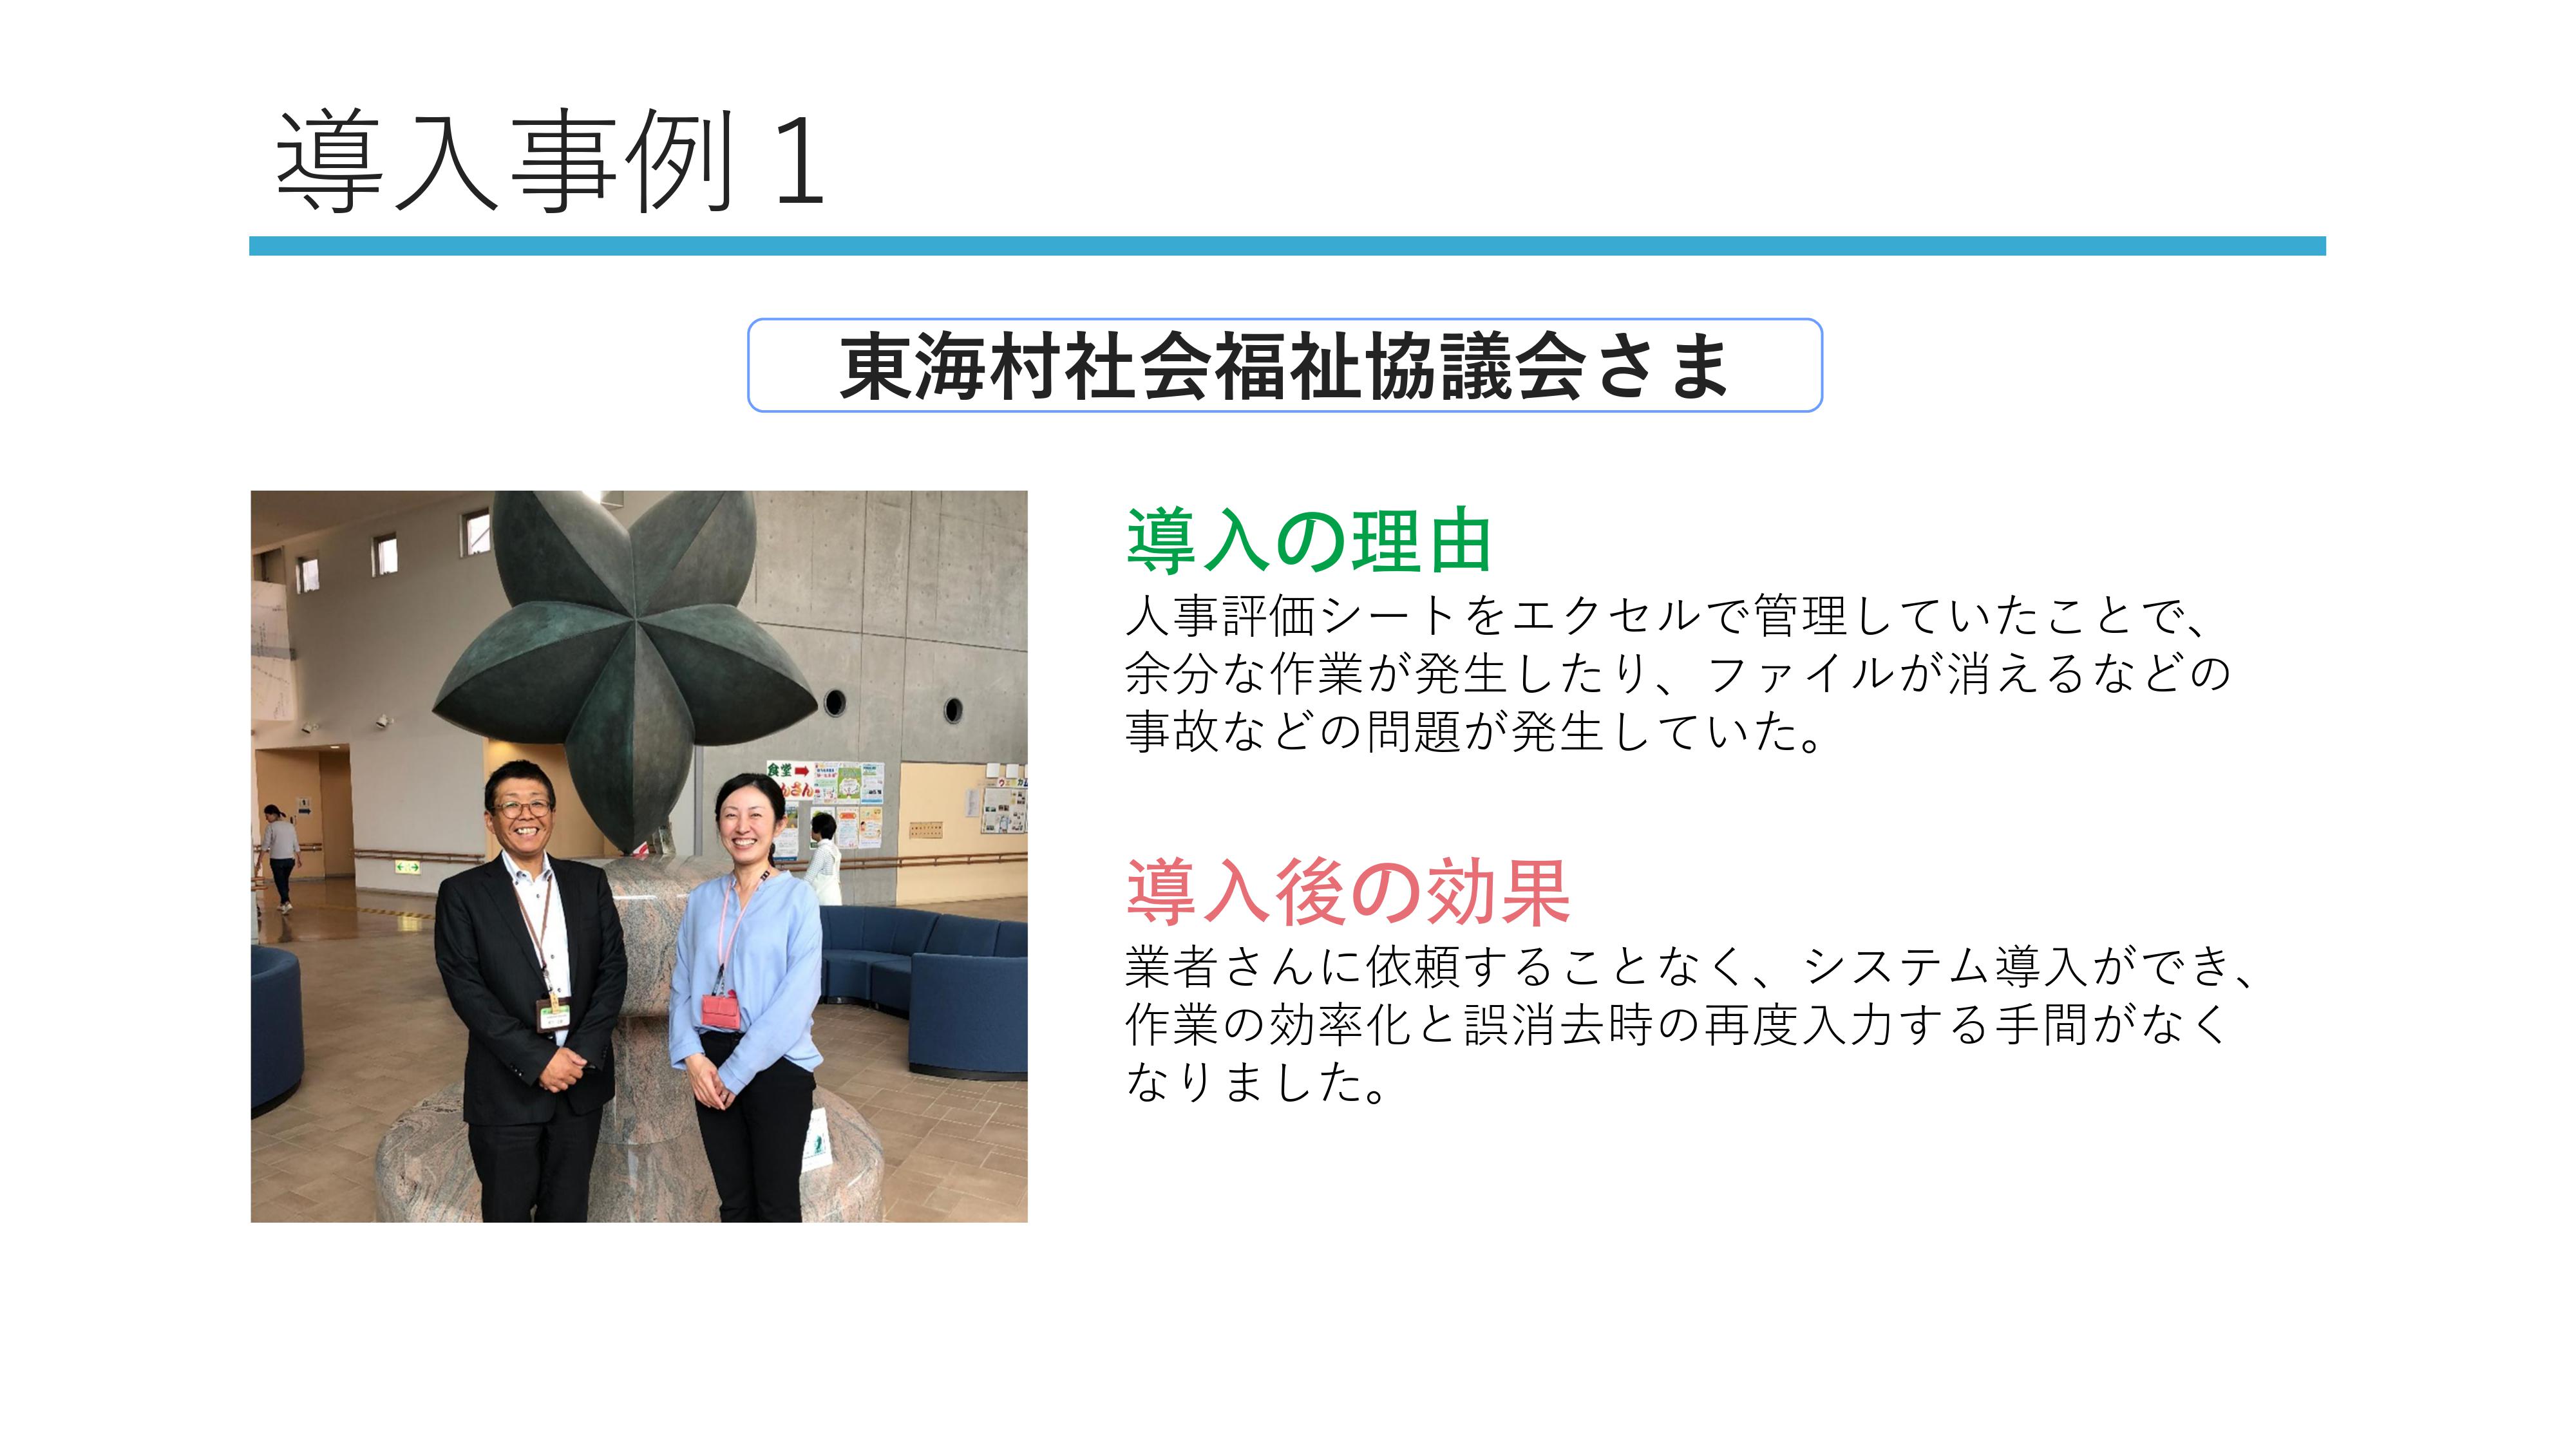 導入事例１
東海村社会福祉協議会さま
導入の理由
人事評価シートをエクセルで管理していたことで、
余分な作業が発生したり、ファイルが消えるなどの
事故などの問題が発生していた。
導入後の効果
業者さんに依頼することなく、システム導入ができ、
作業の効率化と誤消去時の再度入力する手間がなく
なりました。
食堂